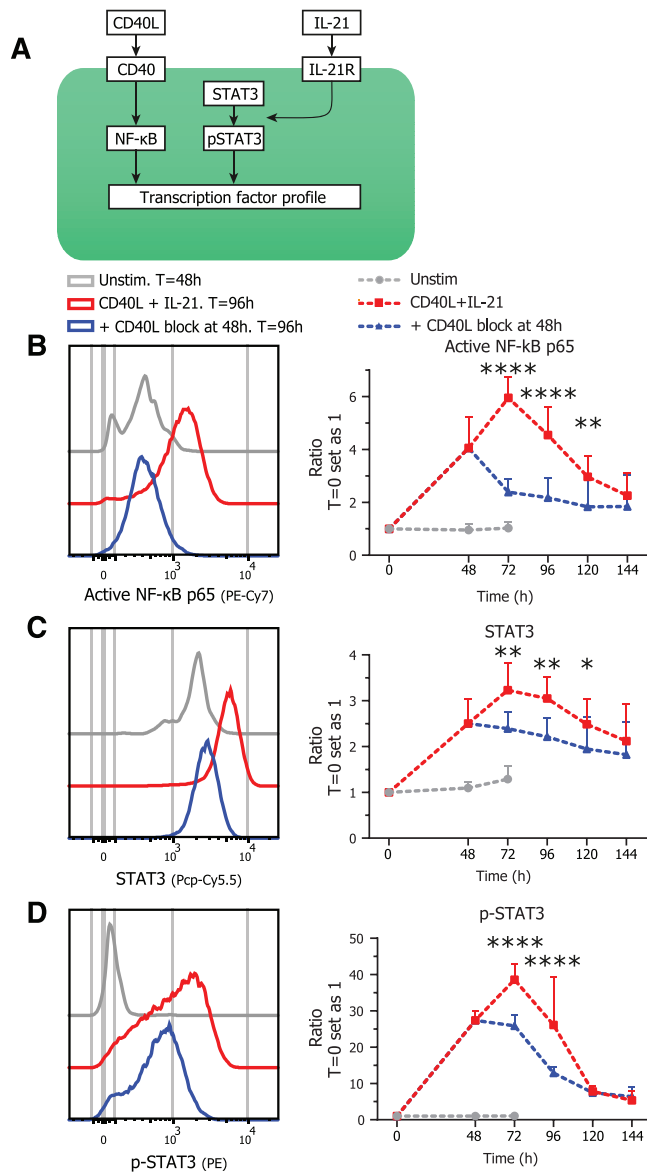 A
CD40L
IL-21
CD40
IL-21R
STAT3
NF-κB
pSTAT3
Transcription factor profile
Unstim. T=48h
CD40L + IL-21. T=96h
+ CD40L block at 48h. T=96h
Unstim
CD40L+IL-21
+ CD40L block at 48h
B
0
10³
10⁴
Active NF-κB p65 (PE-Cy7)
Active NF-kB p65
****
****
**
Ratio
T=0 set as 1
6
4
2
1
0
0
48
72
96
120
144
Time (h)
C
0
10³
10⁴
STAT3 (Pcp-Cy5.5)
STAT3
**
**
*
Ratio
T=0 set as 1
4
3
2
1
0
0
48
72
96
120
144
Time (h)
D
0
10³
10⁴
p-STAT3 (PE)
p-STAT3
****
****
Ratio
T=0 set as 1
50
40
30
20
10
5
0
0
48
72
96
120
144
Time (h)